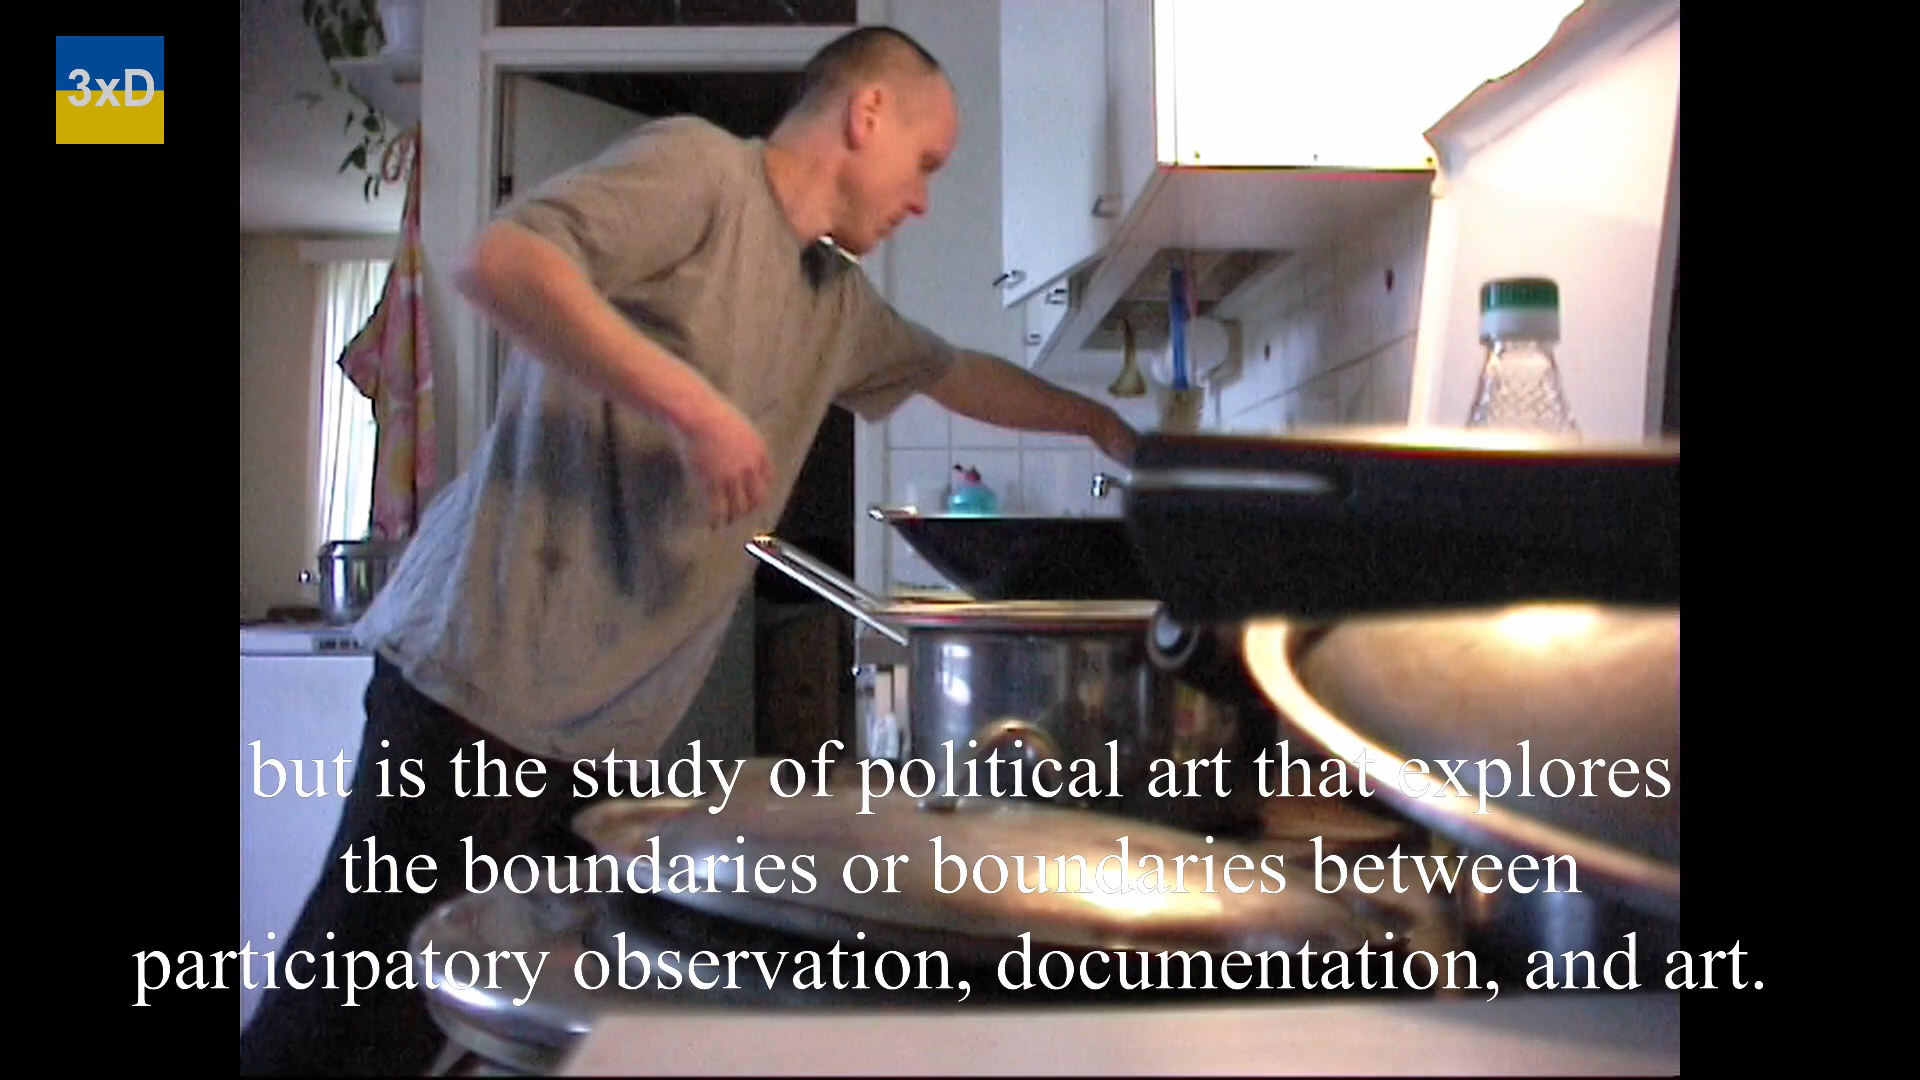 3xD
but is the study of political art that explores
the boundaries or boundaries between
participatory observation, documentation, and art.